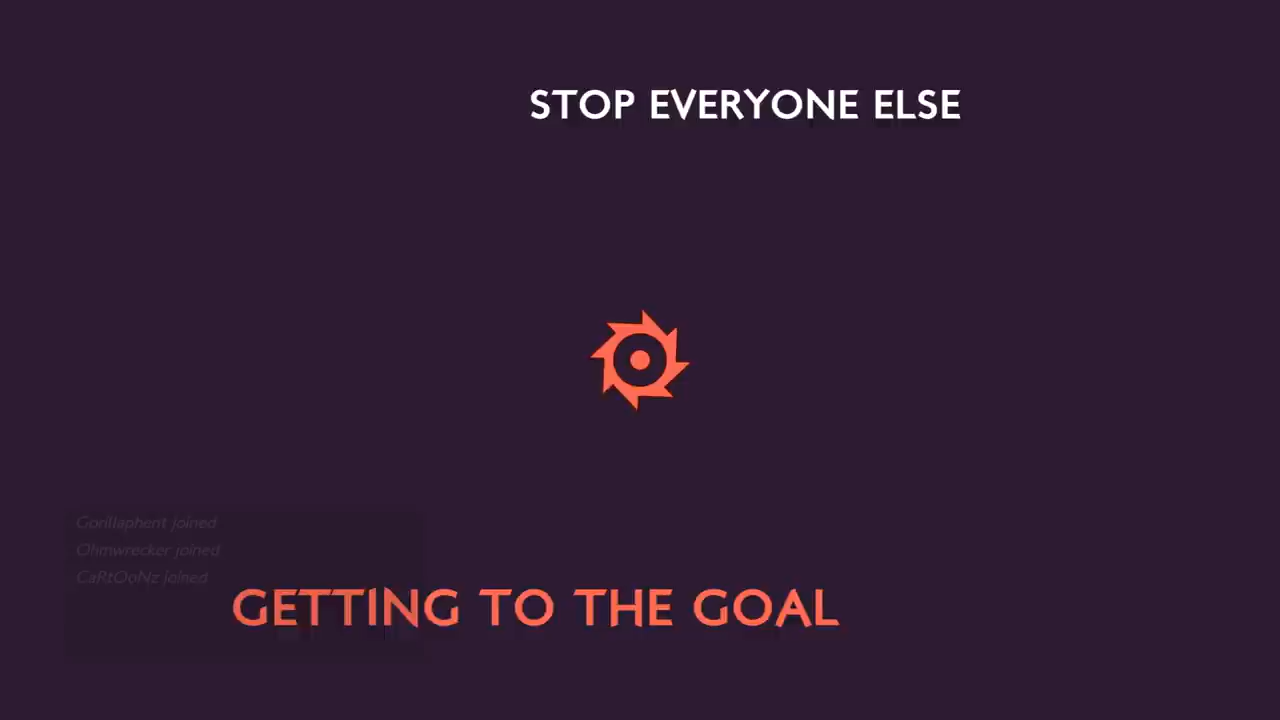 STOP EVERYONE ELSE
Gorillaphent joined
Ohmwrecker joined
CaRtOoNz joined
GETTING TO THE GOAL